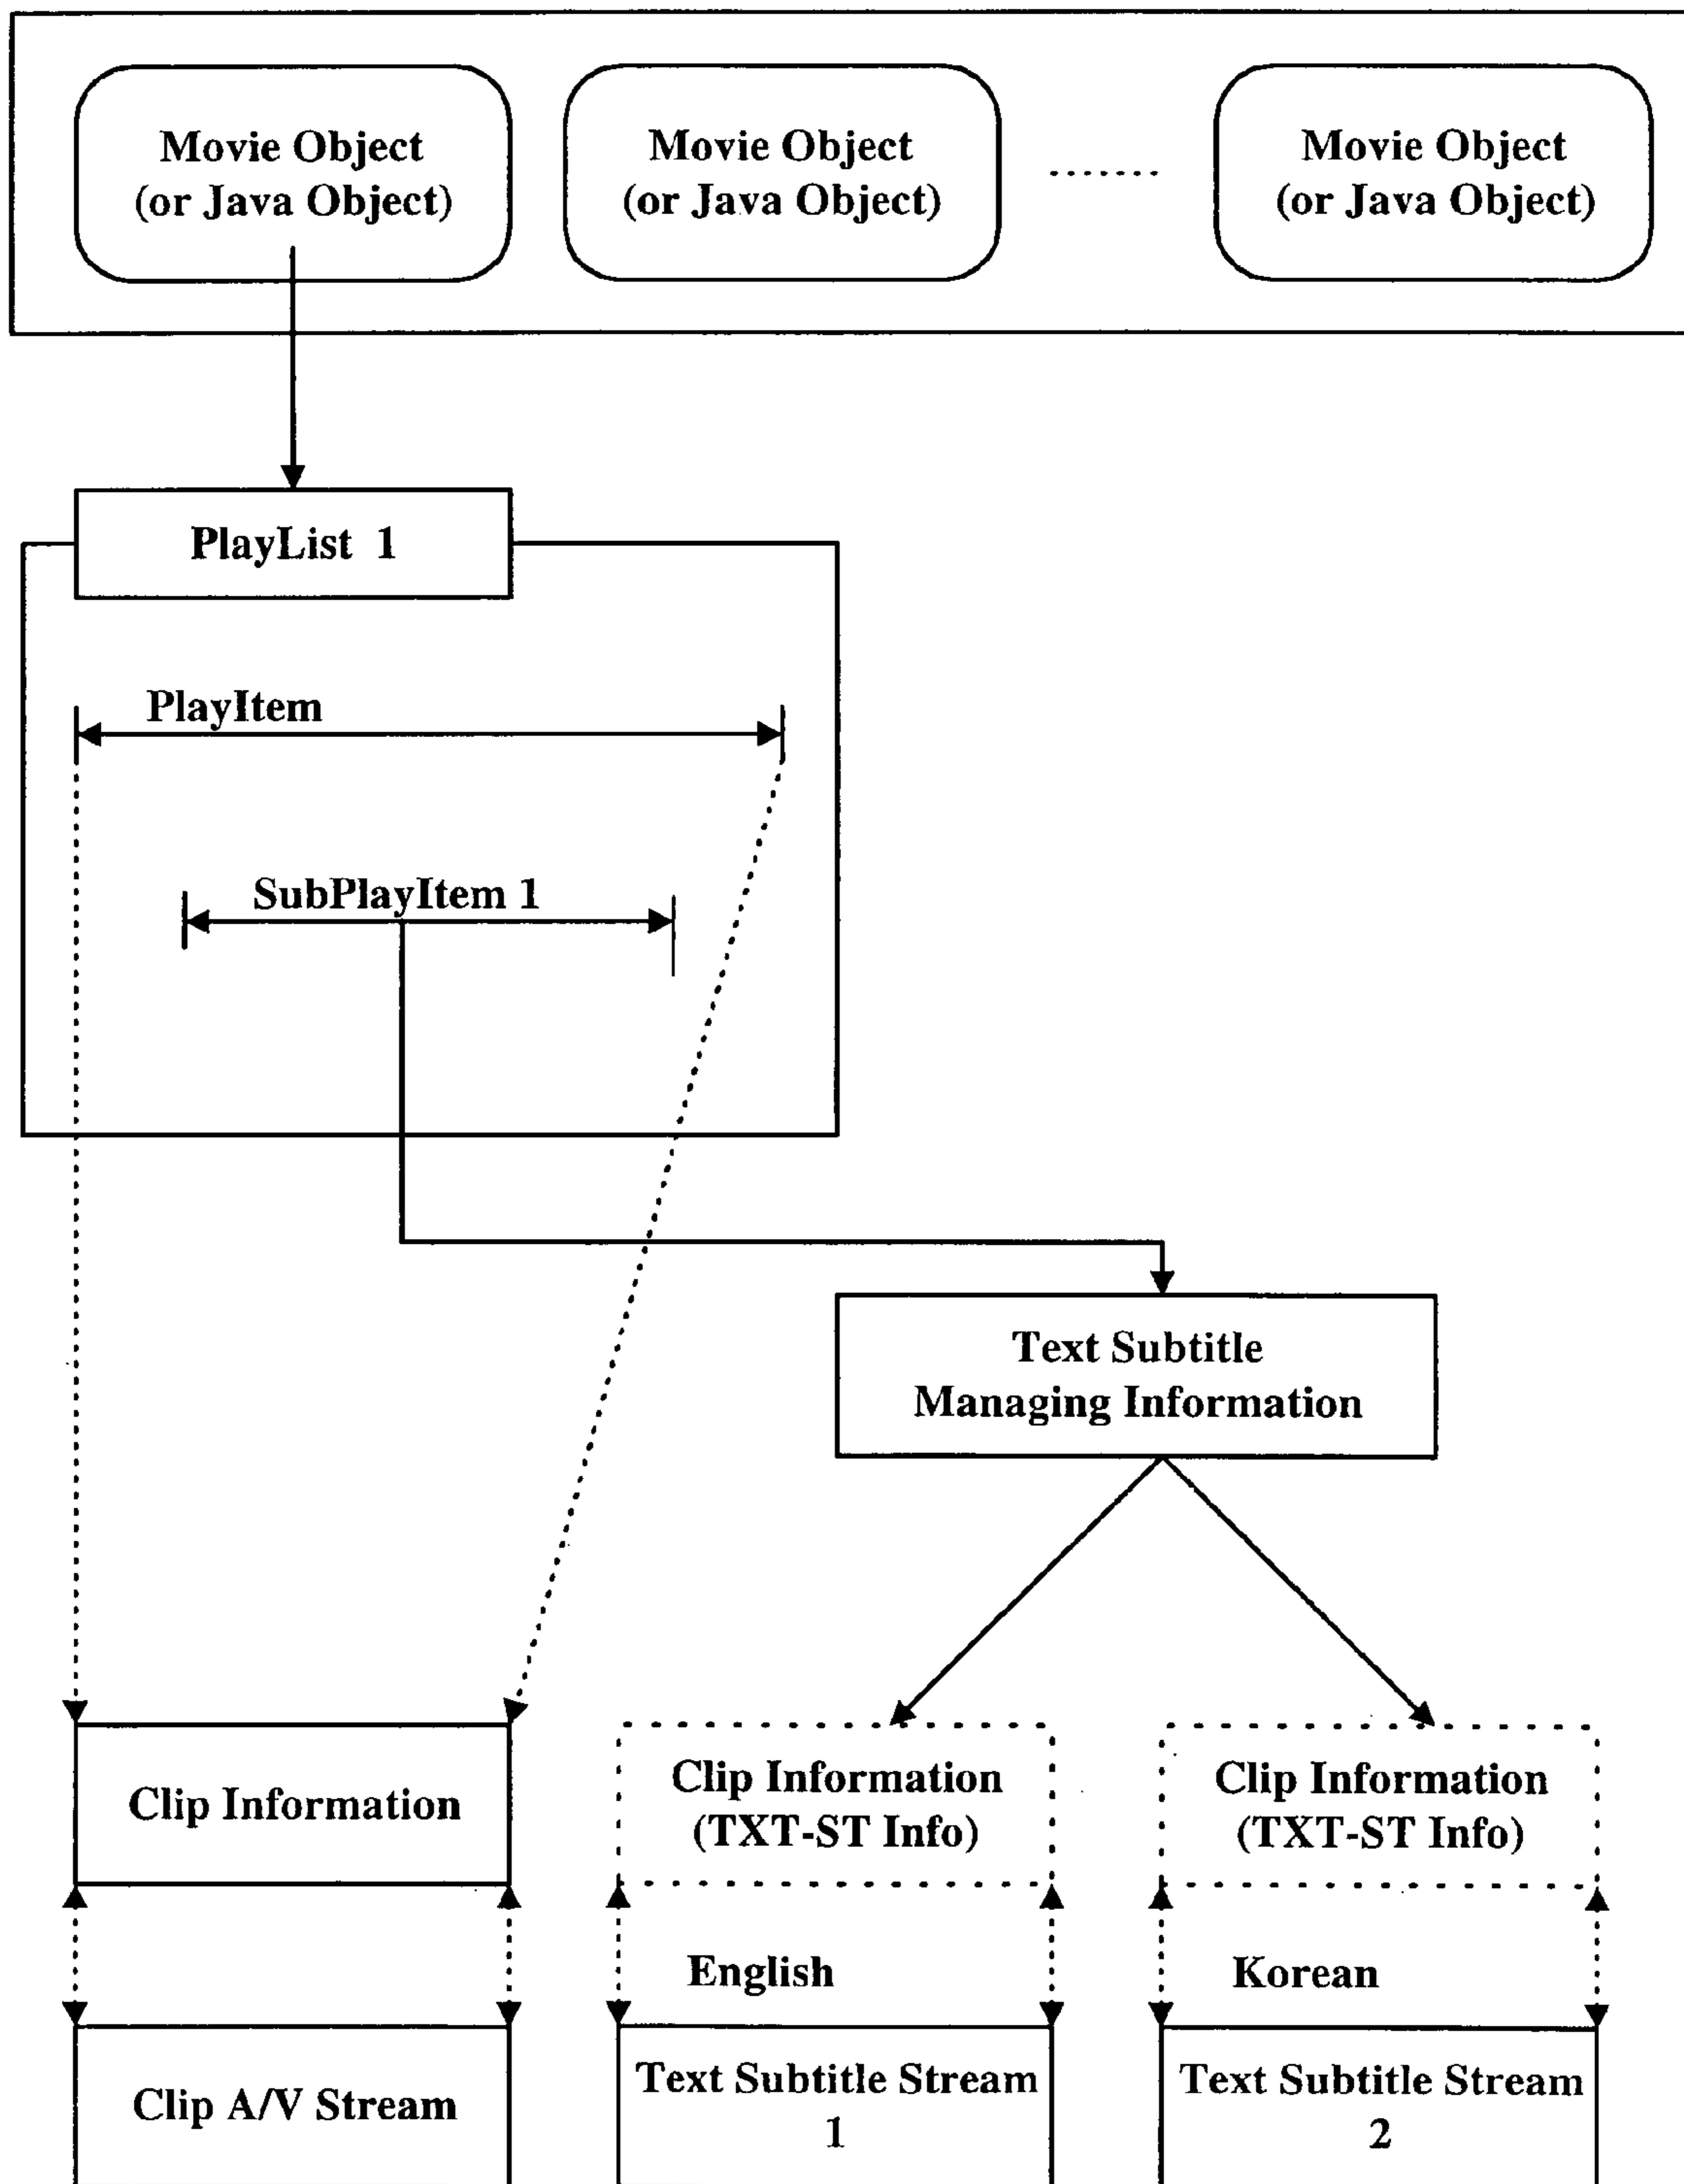 Movie Object
(or Java Object)
Movie Object
(or Java Object)
Movie Object
(or Java Object)
PlayList 1
PlayItem
SubPlayItem 1
Text Subtitle
Managing Information
Clip Information
Clip Information
(TXT-ST Info)
Clip Information
(TXT-ST Info)
English
Korean
Clip A/V Stream
Text Subtitle Stream
1
Text Subtitle Stream
2